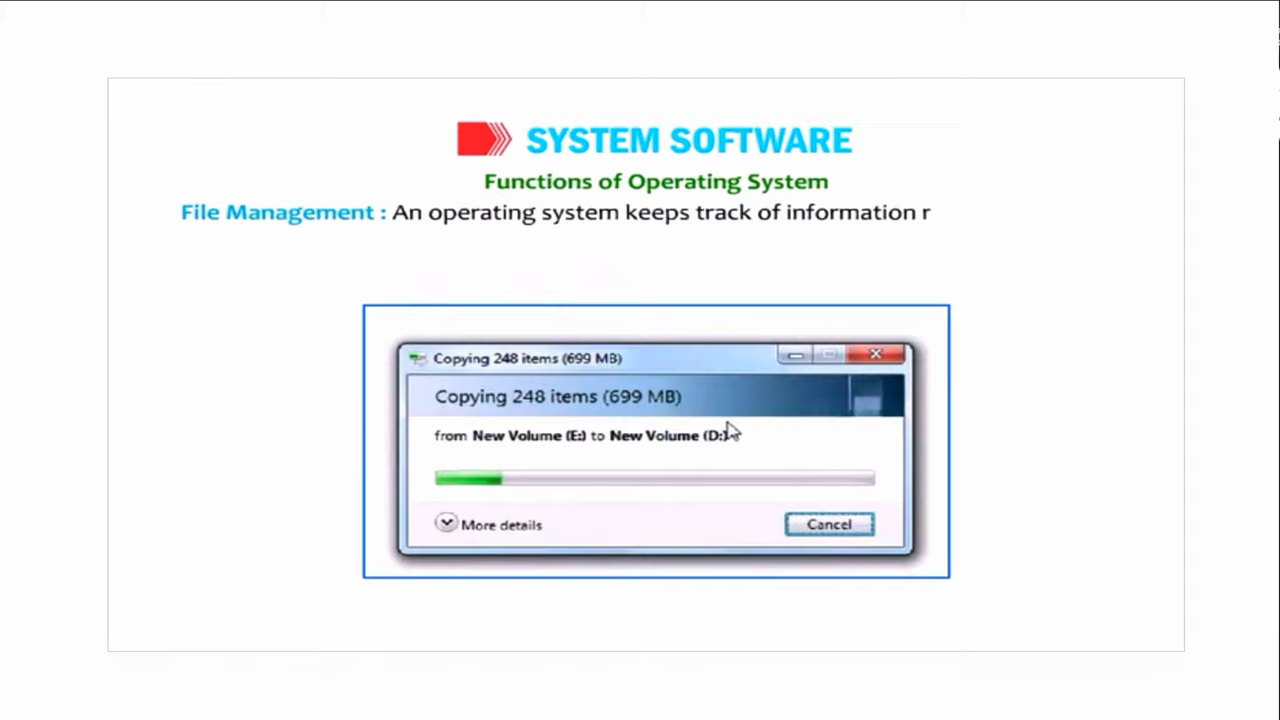 SYSTEM SOFTWARE
Functions of Operating System
File Management : An operating system keeps track of information r
Copying 248 items (699 MB)
Copying 248 items (699 MB)
from New Volume (E:) to New Volume (D:)
More details
Cancel